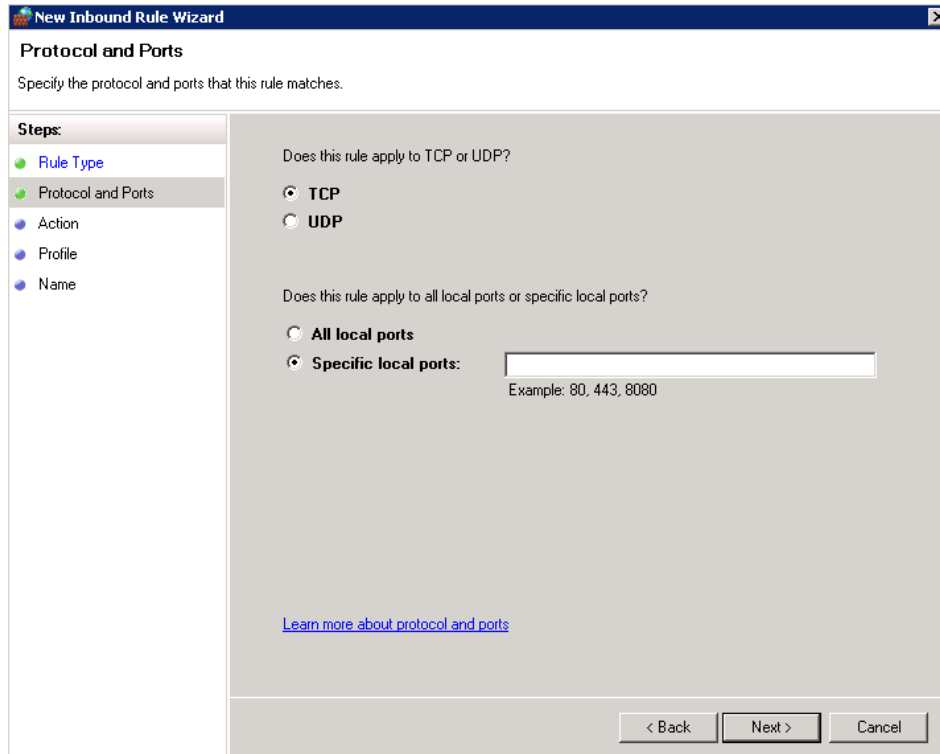 New Inbound Rule Wizard
Protocol and Ports
Specify the protocol and ports that this rule matches.
Steps:
Rule Type
Protocol and Ports
Action
Profile
Name
Does this rule apply to TCP or UDP?
TCP
UDP
Does this rule apply to all local ports or specific local ports?
All local ports
Specific local ports:
Example: 80, 443, 8080
Learn more about protocol and ports
< Back
Next >
Cancel